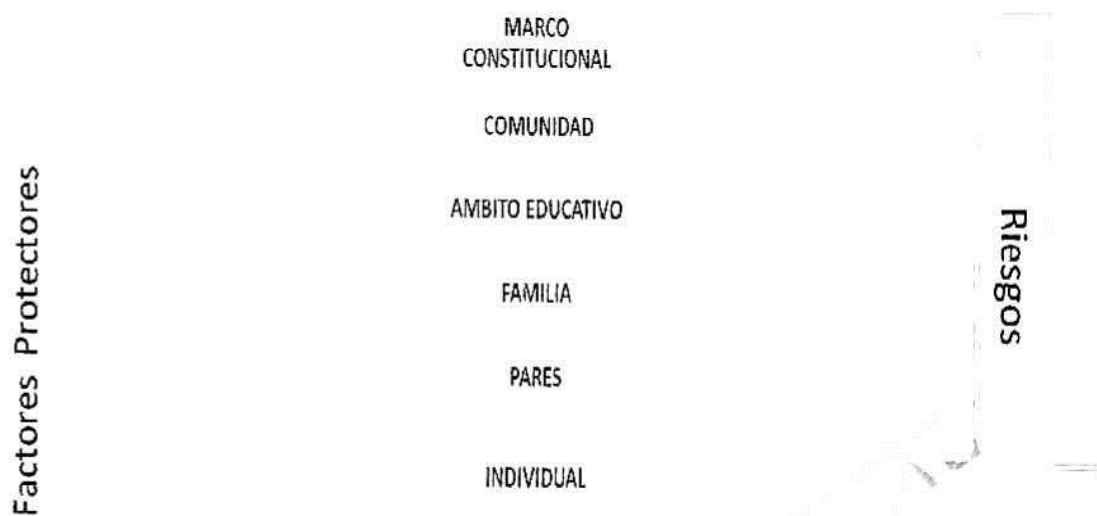 MARCO
CONSTITUCIONAL
COMUNIDAD
AMBITO EDUCATIVO
FAMILIA
PARES
INDIVIDUAL
Factores Protectores
Riesgos